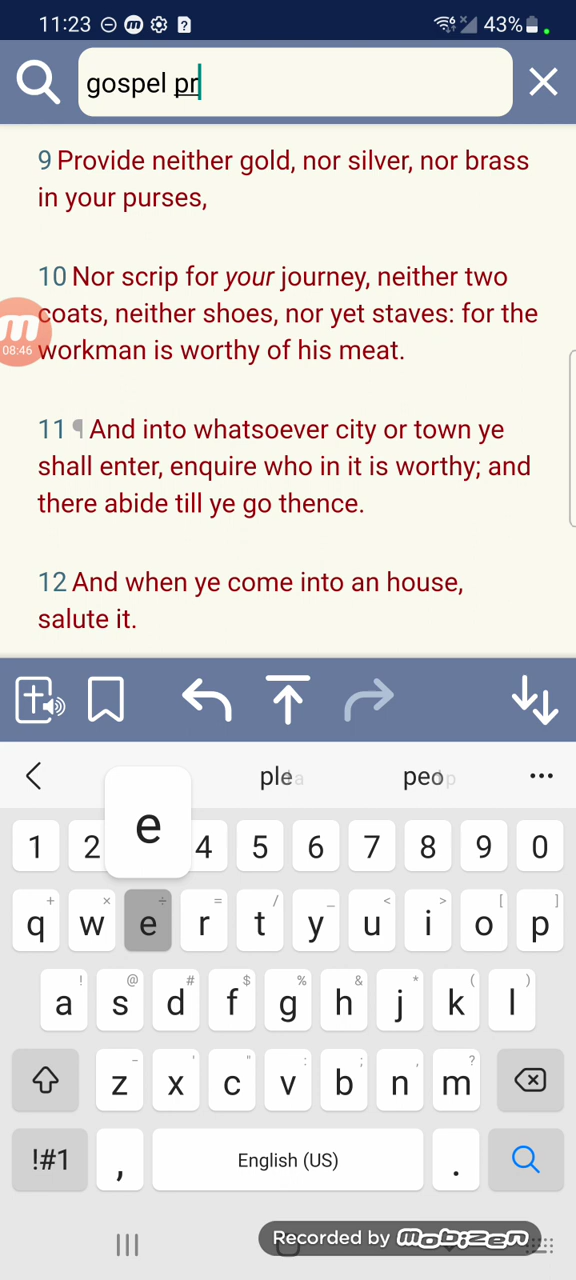 11:23 43%
gospel pr
9 Provide neither gold, nor silver, nor brass
in your purses,
10 Nor scrip for your journey, neither two
coats, neither shoes, nor yet staves: for the
workman is worthy of his meat.
08:46
11 ¶ And into whatsoever city or town ye
shall enter, enquire who in it is worthy; and
there abide till ye go thence.
12 And when ye come into an house,
salute it.
ple peo
e
1 2 4 5 6 7 8 9 0
q w e r t y u i o p
a s d f g h j k l
z x c v b n m
!#1 , English (US) .
Recorded by mobizen